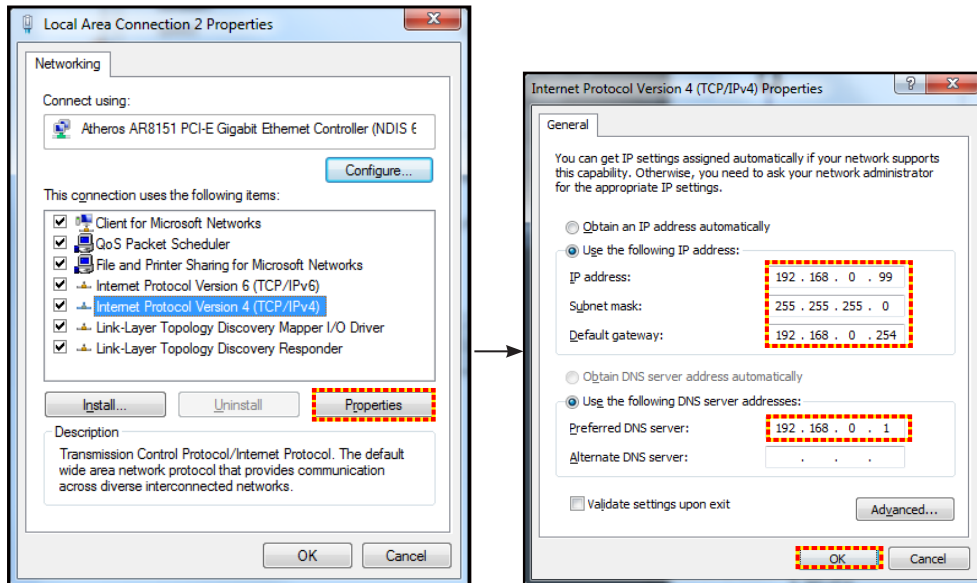 Local Area Connection 2 Properties
Networking
Connect using:
Atheros AR8151 PCI-E Gigabit Ethernet Controller (NDIS 6
Configure...
This connection uses the following items:
Client for Microsoft Networks
QoS Packet Scheduler
File and Printer Sharing for Microsoft Networks
Internet Protocol Version 6 (TCP/IPv6)
Internet Protocol Version 4 (TCP/IPv4)
Link-Layer Topology Discovery Mapper I/O Driver
Link-Layer Topology Discovery Responder
Install... Uninstall Properties
Description
Transmission Control Protocol/Internet Protocol. The default
wide area network protocol that provides communication
across diverse interconnected networks.
OK Cancel
Internet Protocol Version 4 (TCP/IPv4) Properties
General
You can get IP settings assigned automatically if your network supports
this capability. Otherwise, you need to ask your network administrator
for the appropriate IP settings.
Obtain an IP address automatically
Use the following IP address:
IP address: 192 . 168 . 0 . 99
Subnet mask: 255 . 255 . 255 . 0
Default gateway: 192 . 168 . 0 . 254
Obtain DNS server address automatically
Use the following DNS server addresses:
Preferred DNS server: 192 . 168 . 0 . 1
Alternate DNS server: . . .
Validate settings upon exit
Advanced...
OK Cancel